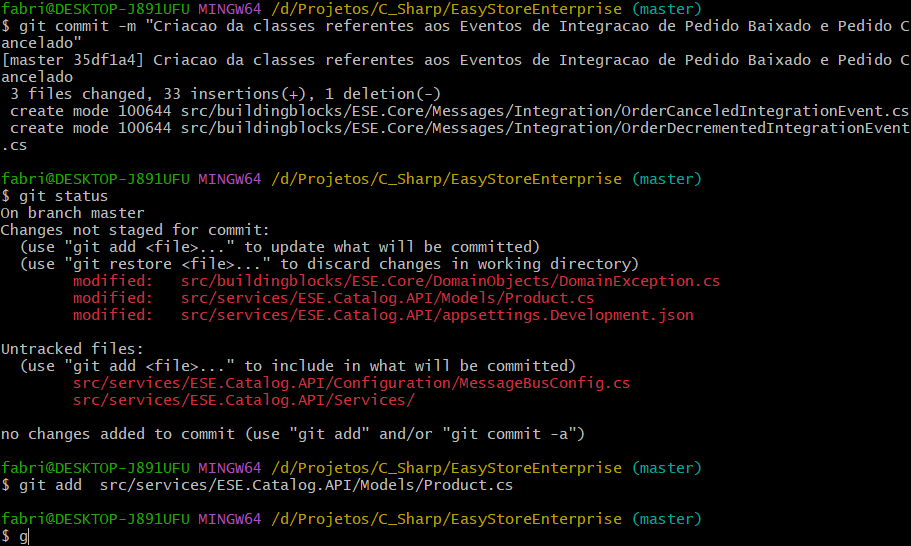 fabri@DESKTOP-J891UFU MINGW64 /d/Projetos/C_Sharp/EasyStoreEnterprise (master)
$ git commit -m "Criacao da classes referentes aos Eventos de Integracao de Pedido Baixado e Pedido C
ancelado"
[master 35df1a4] Criacao da classes referentes aos Eventos de Integracao de Pedido Baixado e Pedido C
ancelado
 3 files changed, 33 insertions(+), 1 deletion(-)
 create mode 100644 src/buildingblocks/ESE.Core/Messages/Integration/OrderCanceledIntegrationEvent.cs
 create mode 100644 src/buildingblocks/ESE.Core/Messages/Integration/OrderDecrementedIntegrationEvent
.cs
fabri@DESKTOP-J891UFU MINGW64 /d/Projetos/C_Sharp/EasyStoreEnterprise (master)
$ git status
On branch master
Changes not staged for commit:
  (use "git add <file>..." to update what will be committed)
  (use "git restore <file>..." to discard changes in working directory)
        modified:   src/buildingblocks/ESE.Core/DomainObjects/DomainException.cs
        modified:   src/services/ESE.Catalog.API/Models/Product.cs
        modified:   src/services/ESE.Catalog.API/appsettings.Development.json
Untracked files:
  (use "git add <file>..." to include in what will be committed)
        src/services/ESE.Catalog.API/Configuration/MessageBusConfig.cs
        src/services/ESE.Catalog.API/Services/
no changes added to commit (use "git add" and/or "git commit -a")
fabri@DESKTOP-J891UFU MINGW64 /d/Projetos/C_Sharp/EasyStoreEnterprise (master)
$ git add  src/services/ESE.Catalog.API/Models/Product.cs
fabri@DESKTOP-J891UFU MINGW64 /d/Projetos/C_Sharp/EasyStoreEnterprise (master)
$ g